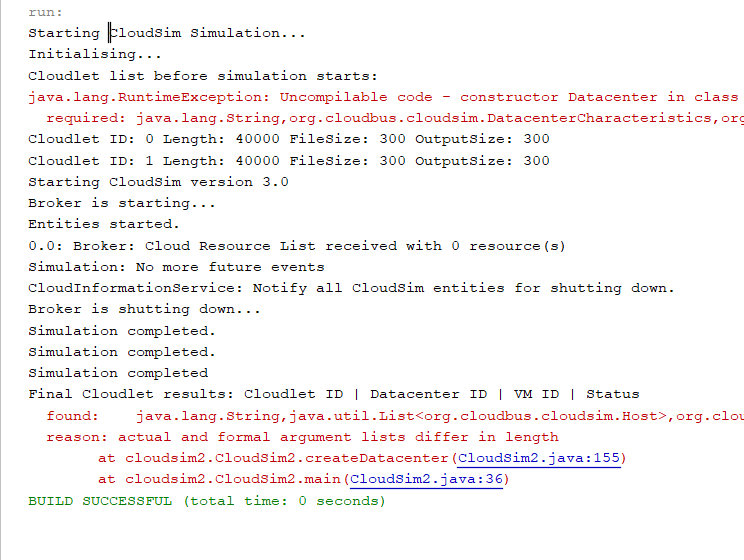 run:
Starting CloudSim Simulation...
Initialising...
Cloudlet list before simulation starts:
java.lang.RuntimeException: Uncompilable code - constructor Datacenter in class
required: java.lang.String,org.cloudbus.cloudsim.DatacenterCharacteristics,org
Cloudlet ID: 0 Length: 40000 FileSize: 300 OutputSize: 300
Cloudlet ID: 1 Length: 40000 FileSize: 300 OutputSize: 300
Starting CloudSim version 3.0
Broker is starting...
Entities started.
0.0: Broker: Cloud Resource List received with 0 resource(s)
Simulation: No more future events
CloudInformationService: Notify all CloudSim entities for shutting down.
Broker is shutting down...
Simulation completed.
Simulation completed.
Simulation completed
Final Cloudlet results: Cloudlet ID | Datacenter ID | VM ID | Status
found:    java.lang.String,java.util.List<org.cloudbus.cloudsim.Host>,org.clou
reason: actual and formal argument lists differ in length
at cloudsim2.CloudSim2.createDatacenter(CloudSim2.java:155)
at cloudsim2.CloudSim2.main(CloudSim2.java:36)
BUILD SUCCESSFUL (total time: 0 seconds)